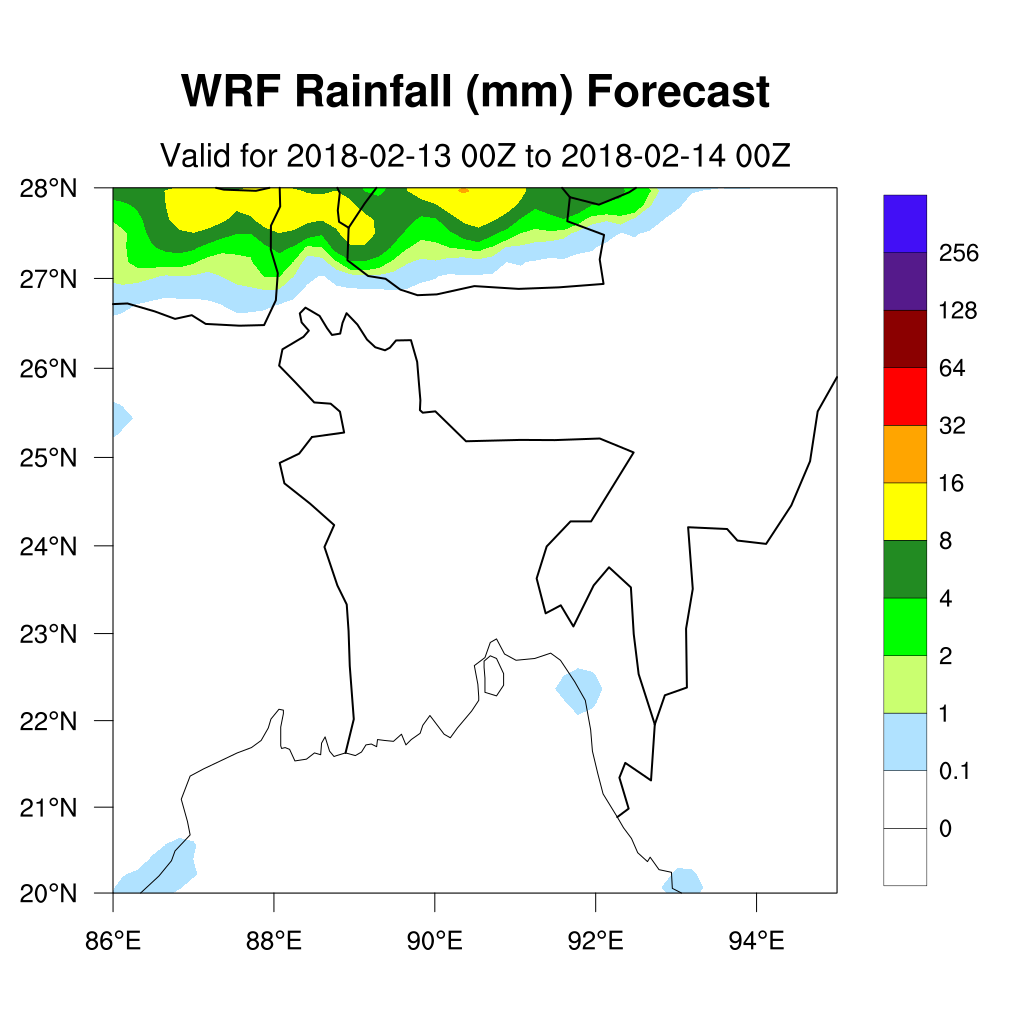 WRF Rainfall (mm) Forecast
Valid for 2018-02-13 00Z to 2018-02-14 00Z
28°N
27°N
26°N
25°N
24°N
23°N
22°N
21°N
20°N
86°E 88°E 90°E 92°E 94°E
256
128
64
32
16
8
4
2
1
0.1
0